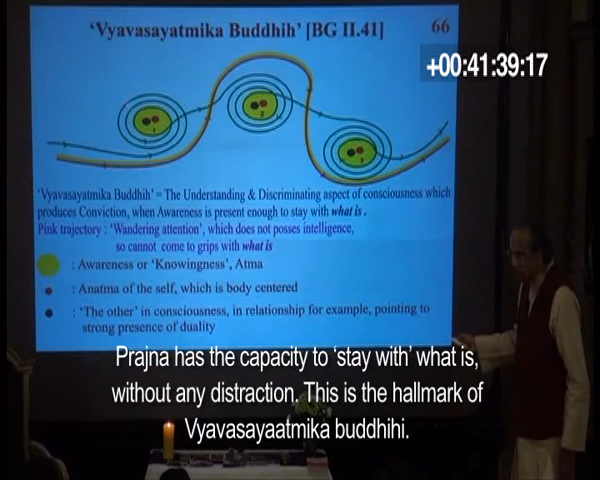 'Vyavasayatmika Buddhih' [BG II.41]
66
+00:41:39:17
1
2
3
'Vyavasayatmika Buddhih' = The Understanding & Discriminating aspect of consciousness which
produces Conviction, when Awareness is present enough to stay with what is.
Pink trajectory : 'Wandering attention', which does not posses intelligence,
so cannot come to grips with what is
: Awareness or 'Knowingness', Atma
: Anatma of the self, which is body centered
: 'The other' in consciousness, in relationship for example, pointing to
strong presence of duality
Prajna has the capacity to 'stay with' what is,
without any distraction. This is the hallmark of
Vyavasayaatmika buddhihi.